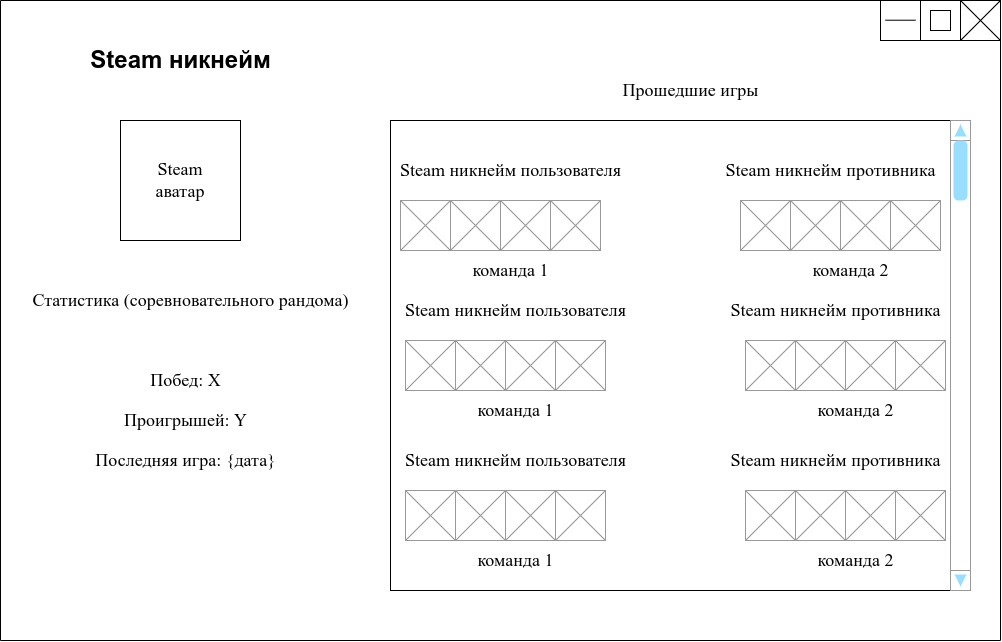 Steam никнейм
Прошедшие игры
Steam
аватар
Steam никнейм пользователя
Steam никнейм противника
команда 1
команда 2
Статистика (соревновательного рандома)
Steam никнейм пользователя
Steam никнейм противника
Побед: X
команда 1
команда 2
Проигрышей: Y
Последняя игра: {дата}
Steam никнейм пользователя
Steam никнейм противника
команда 1
команда 2